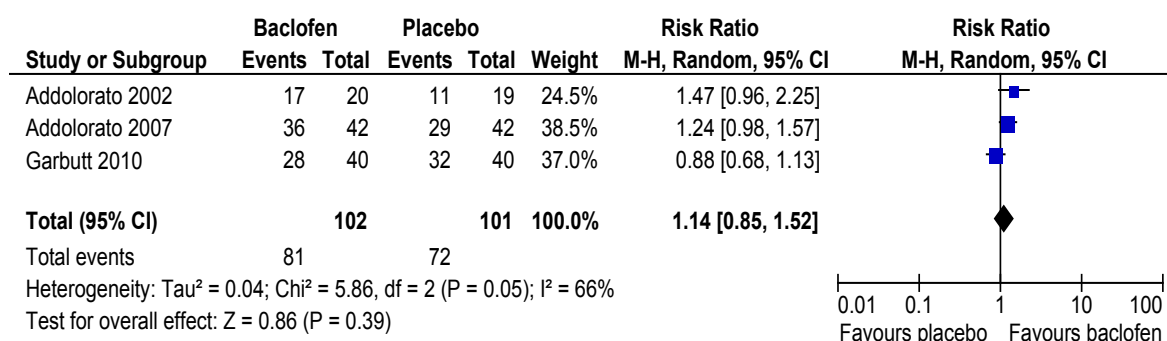 Baclofen Placebo Risk Ratio Risk Ratio
Study or Subgroup Events Total Events Total Weight M-H, Random, 95% CI M-H, Random, 95% CI
Addolorato 2002 17 20 11 19 24.5% 1.47 [0.96, 2.25]
Addolorato 2007 36 42 29 42 38.5% 1.24 [0.98, 1.57]
Garbutt 2010 28 40 32 40 37.0% 0.88 [0.68, 1.13]
Total (95% CI) 102 101 100.0% 1.14 [0.85, 1.52]
Total events 81 72
Heterogeneity: Tau² = 0.04; Chi² = 5.86, df = 2 (P = 0.05); I² = 66%
Test for overall effect: Z = 0.86 (P = 0.39)
0.01 0.1 1 10 100
Favours placebo Favours baclofen